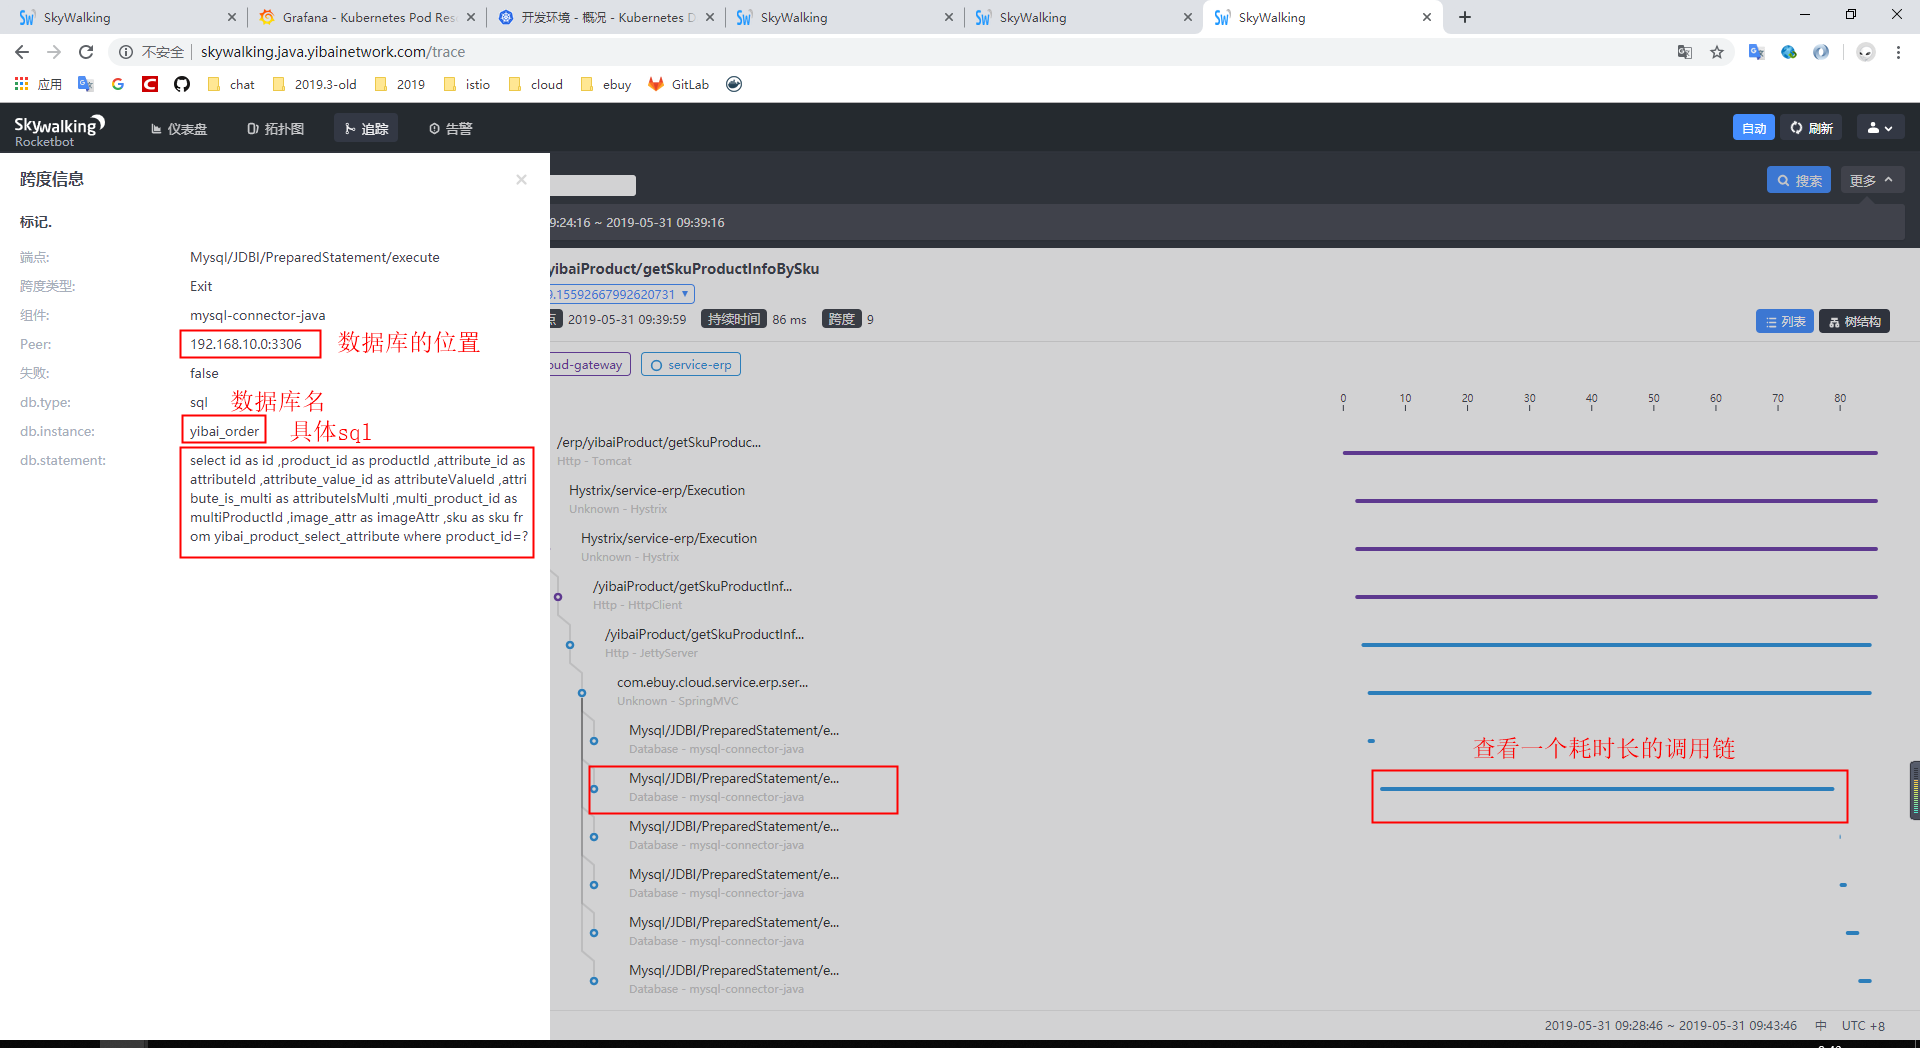 SkyWalking
Grafana - Kubernetes Pod Res
开发环境 - 概况 - Kubernetes D
SkyWalking
SkyWalking
SkyWalking
不安全
skywalking.java.yibainetwork.com/trace
应用
chat
2019.3-old
2019
istio
cloud
ebuy
GitLab
Skywalking
Rocketbot
仪表盘
拓扑图
追踪
告警
自动
刷新
跨度信息
搜索
更多
9:24:16 ~ 2019-05-31 09:39:16
标记.
端点:
Mysql/JDBI/PreparedStatement/execute
跨度类型:
Exit
组件:
mysql-connector-java
Peer:
192.168.10.0:3306
数据库的位置
失败:
false
db.type:
sql
数据库名
db.instance:
yibai_order
具体sql
db.statement:
select id as id ,product_id as productId ,attribute_id as
attributeId ,attribute_value_id as attributeValueId ,attri
bute_is_multi as attributeIsMulti ,multi_product_id as
multiProductId ,image_attr as imageAttr ,sku as sku fr
om yibai_product_select_attribute where product_id=?
yibaiProduct/getSkuProductInfoBySku
9.15592667992620731
点
2019-05-31 09:39:59
持续时间
86 ms
跨度
9
列表
树结构
oud-gateway
service-erp
0 10 20 30 40 50 60 70 80
/erp/yibaiProduct/getSkuProduc...
Http - Tomcat
Hystrix/service-erp/Execution
Unknown - Hystrix
Hystrix/service-erp/Execution
Unknown - Hystrix
/yibaiProduct/getSkuProductInf...
Http - HttpClient
/yibaiProduct/getSkuProductInf...
Http - JettyServer
com.ebuy.cloud.service.erp.ser...
Unknown - SpringMVC
Mysql/JDBI/PreparedStatement/e...
Database - mysql-connector-java
查看一个耗时长的调用链
Mysql/JDBI/PreparedStatement/e...
Database - mysql-connector-java
Mysql/JDBI/PreparedStatement/e...
Database - mysql-connector-java
Mysql/JDBI/PreparedStatement/e...
Database - mysql-connector-java
Mysql/JDBI/PreparedStatement/e...
Database - mysql-connector-java
Mysql/JDBI/PreparedStatement/e...
Database - mysql-connector-java
2019-05-31 09:28:46 ~ 2019-05-31 09:43:46
中
UTC +8